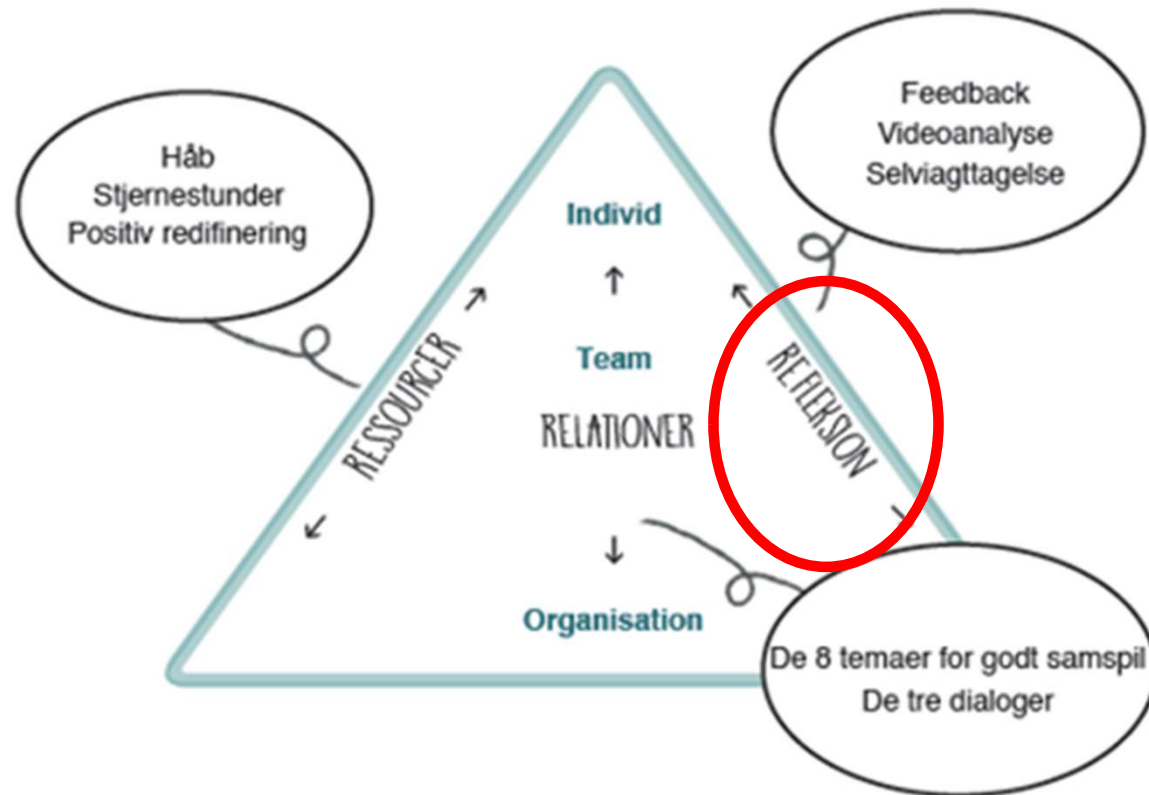 Håb
Stjernestunder
Positiv redifinering
Feedback
Videoanalyse
Selviagttagelse
Individ
Team
RESSOURCER
RELATIONER
REFLEKSION
Organisation
De 8 temaer for godt samspil
De tre dialoger